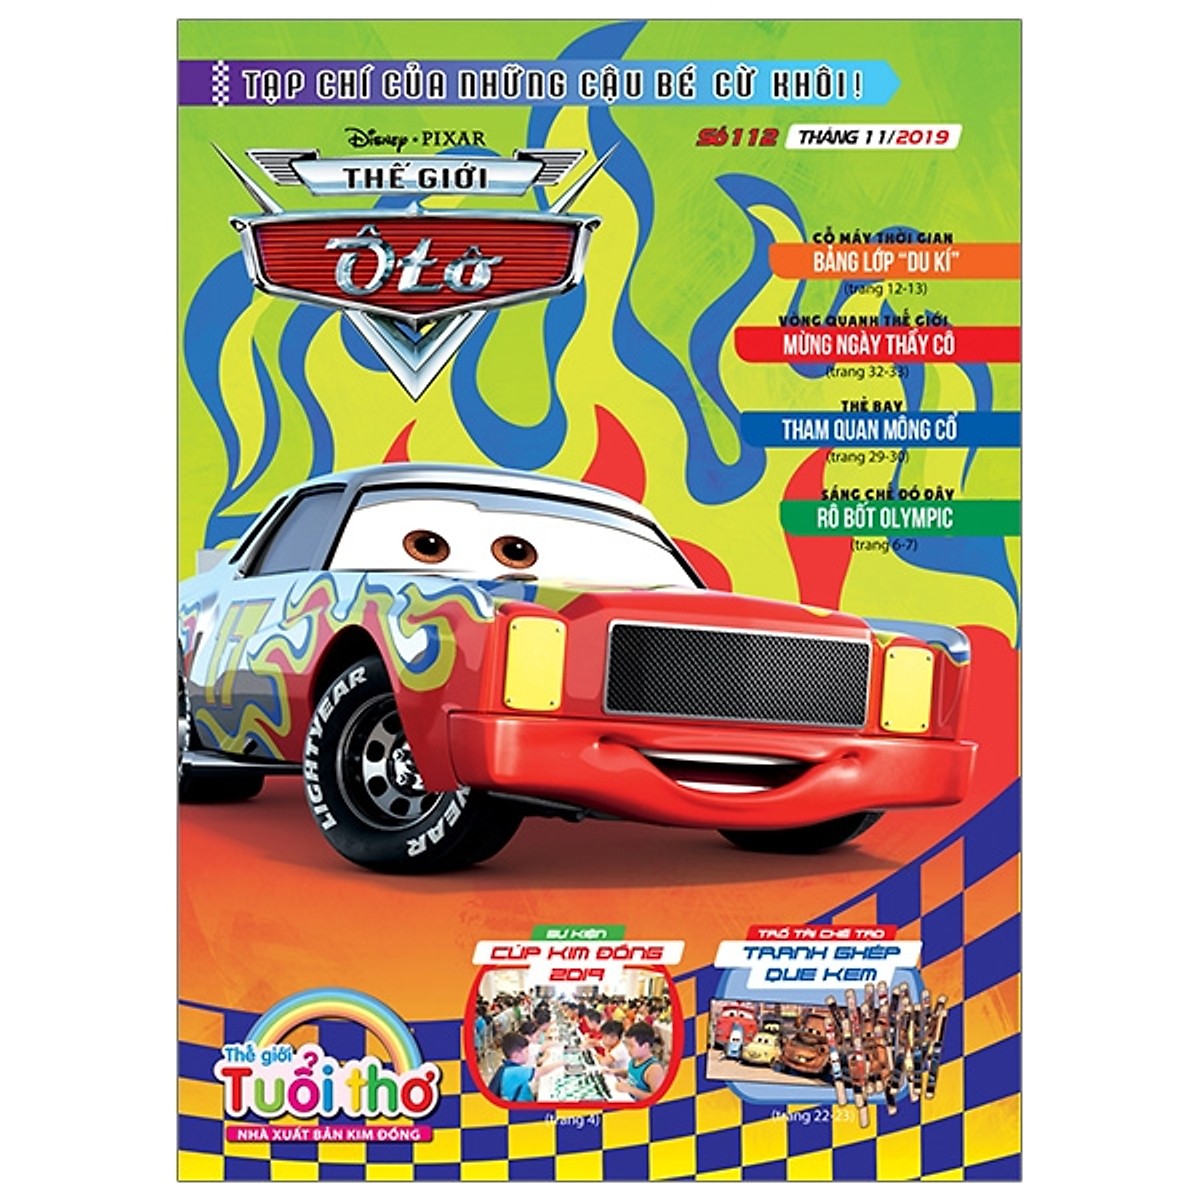 TẠP CHÍ CỦA NHỮNG CẬU BÉ CỪ KHÔI!
Disney · PIXAR
THẾ GIỚI
Ôtô
Số 112 THÁNG 11/2019
CỖ MÁY THỜI GIAN
BẢNG LỚP “DU KÍ”
(trang 12-13)
VÒNG QUANH THẾ GIỚI
MỪNG NGÀY THẦY CÔ
(trang 32-33)
THẺ BAY
THAM QUAN MÔNG CỔ
(trang 29-30)
SÁNG CHẾ ĐÓ ĐÂY
RÔ BỐT OLYMPIC
(trang 6-7)
17
LIGHTYEAR
YEAR
SỰ KIỆN
CÚP KIM ĐỒNG
2019
(trang 4)
TRỔ TÀI CHẾ TẠO
TRANH GHÉP
QUE KEM
(trang 22-23)
Thế giới
Tuổi thơ
NHÀ XUẤT BẢN KIM ĐỒNG